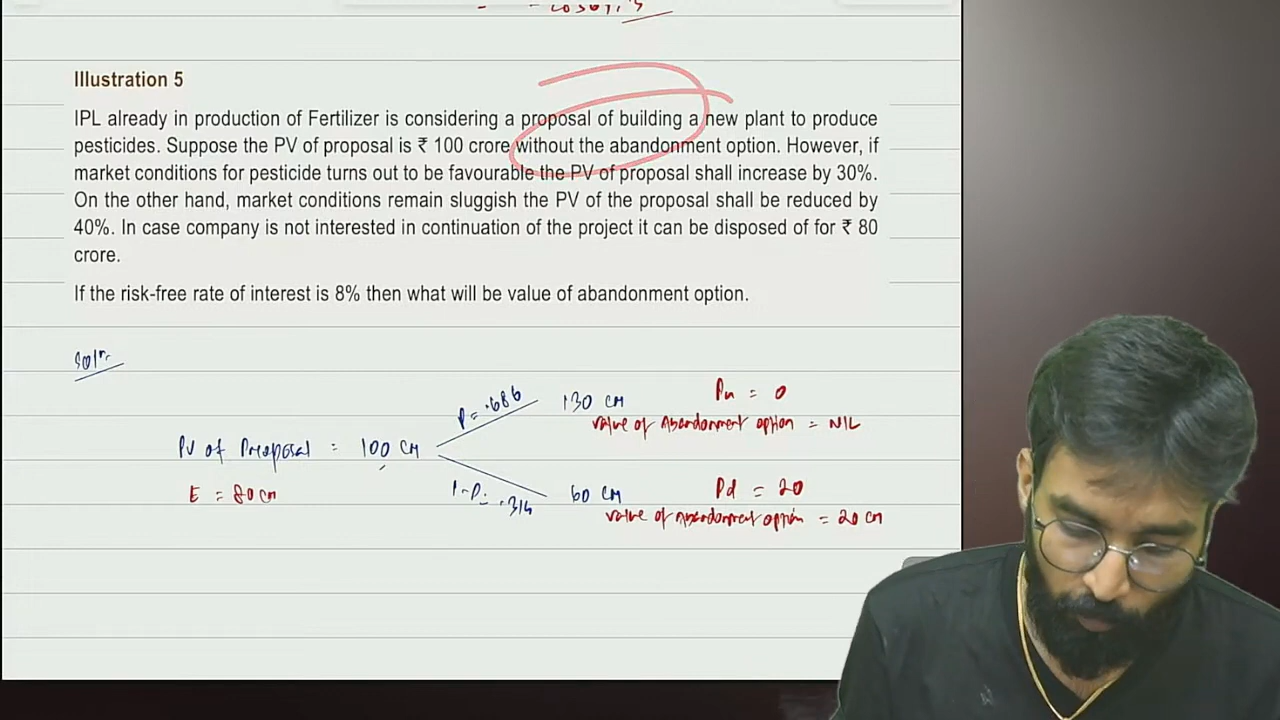 Illustration 5
IPL already in production of Fertilizer is considering a proposal of building a new plant to produce
pesticides. Suppose the PV of proposal is ₹ 100 crore without the abandonment option. However, if
market conditions for pesticide turns out to be favourable the PV of proposal shall increase by 30%.
On the other hand, market conditions remain sluggish the PV of the proposal shall be reduced by
40%. In case company is not interested in continuation of the project it can be disposed of for ₹ 80
crore.
If the risk-free rate of interest is 8% then what will be value of abandonment option.
Soln.
P = .686 130 cr Pu = 0
value of Abandonment option = NIL
PV of Proposal = 100 cr
E = 80 cr 1-P = .314 60 cr Pd = 20
value of Abandonment option = 20 cr